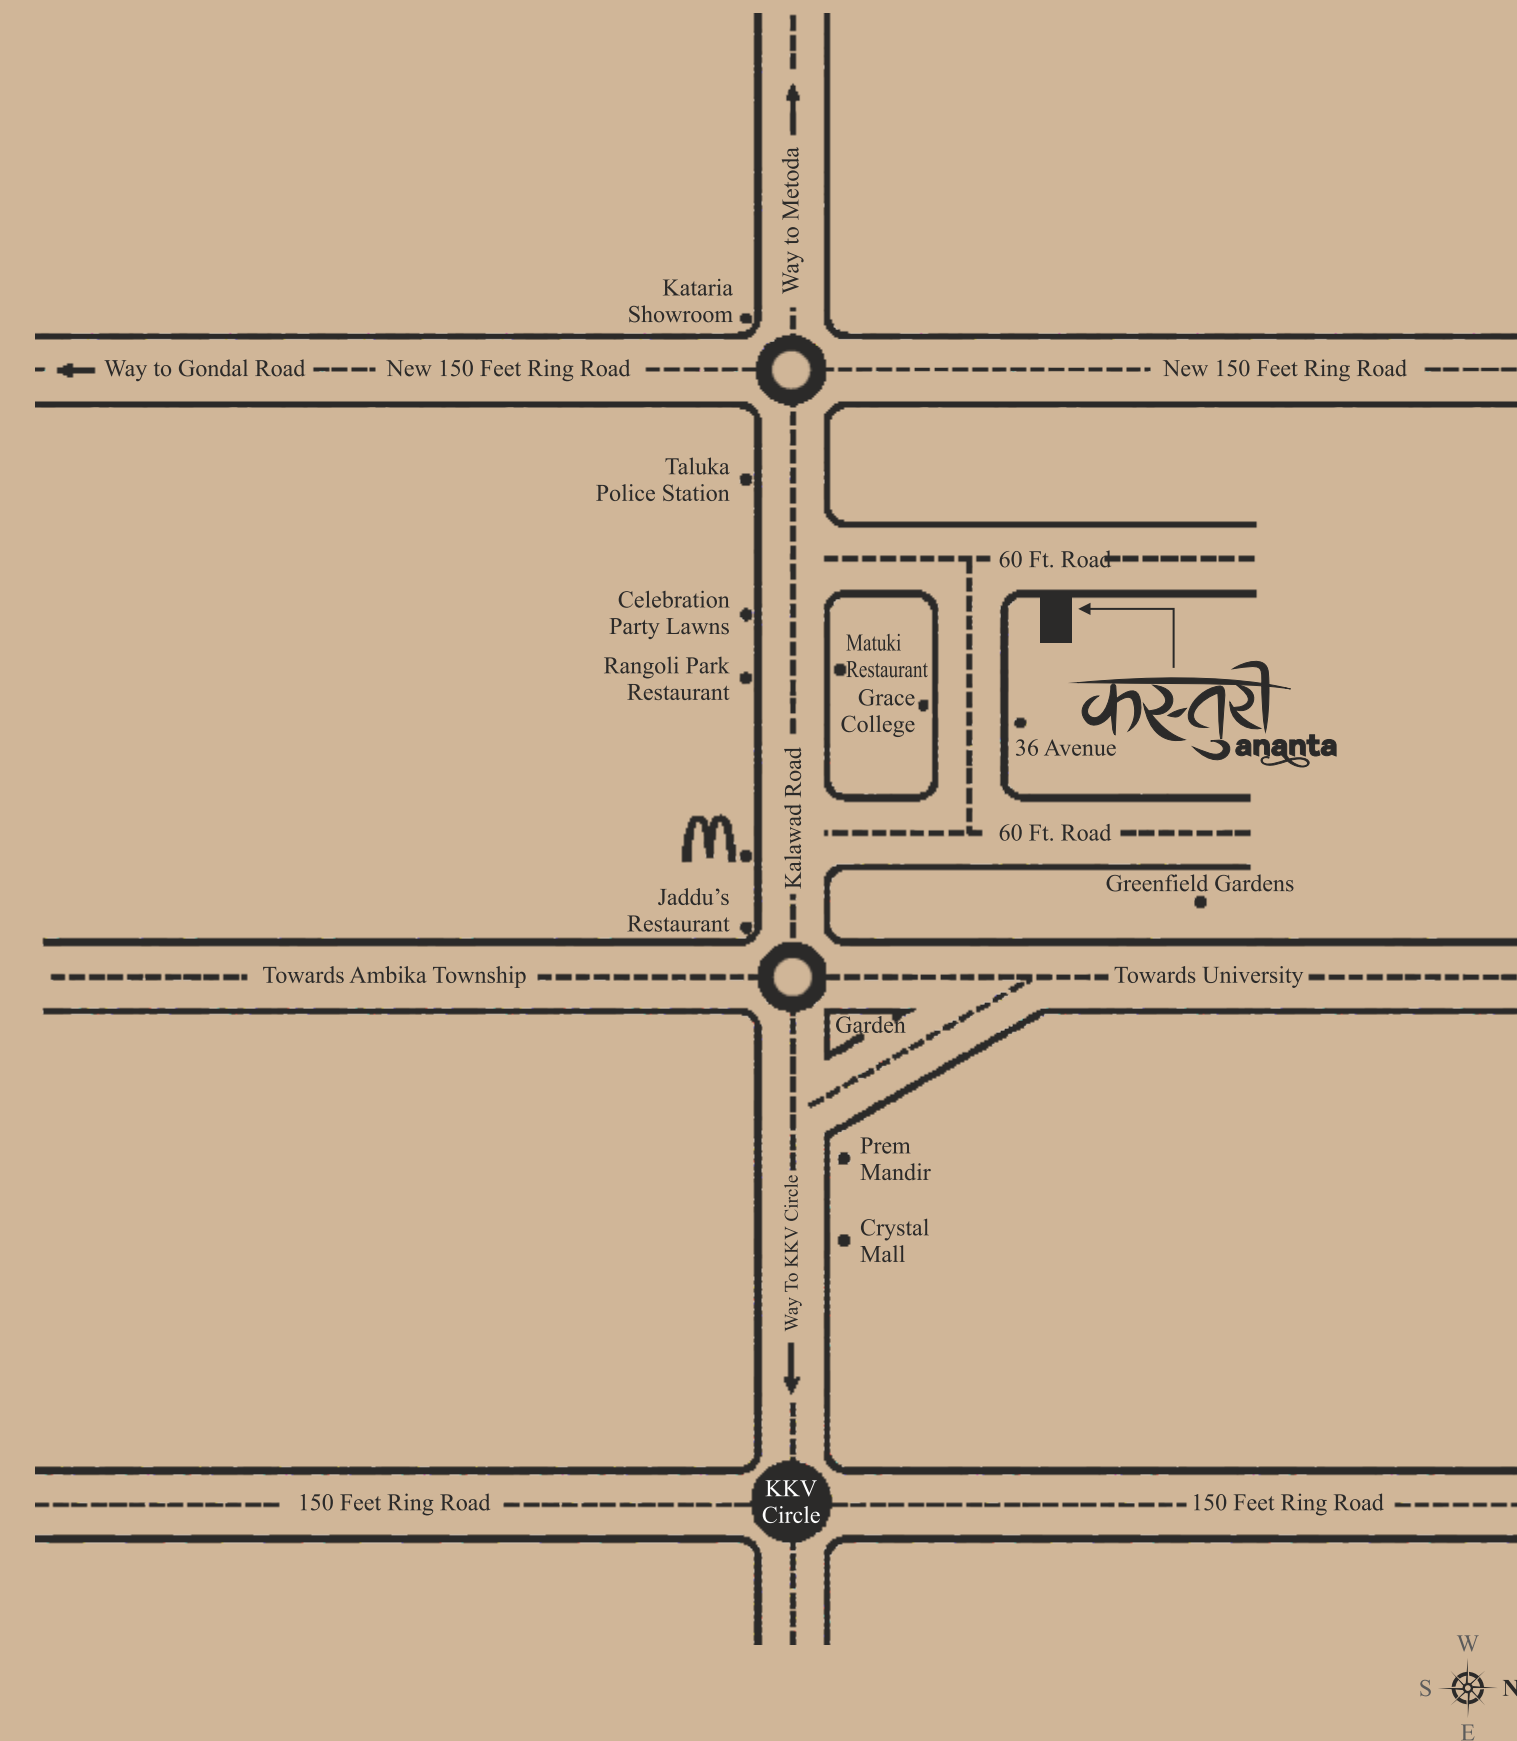 Way to Metoda
Kataria
Showroom
Way to Gondal Road
New 150 Feet Ring Road
New 150 Feet Ring Road
Taluka
Police Station
60 Ft. Road
Celebration
Party Lawns
Matuki
Restaurant
Rangoli Park
Restaurant
Grace
College
कस्तुरी
ananta
36 Avenue
Kalawad Road
60 Ft. Road
Greenfield Gardens
Jaddu’s
Restaurant
Towards Ambika Township
Towards University
Garden
Prem
Mandir
Way To KKV Circle
Crystal
Mall
150 Feet Ring Road
KKV
Circle
150 Feet Ring Road
W
S
N
E